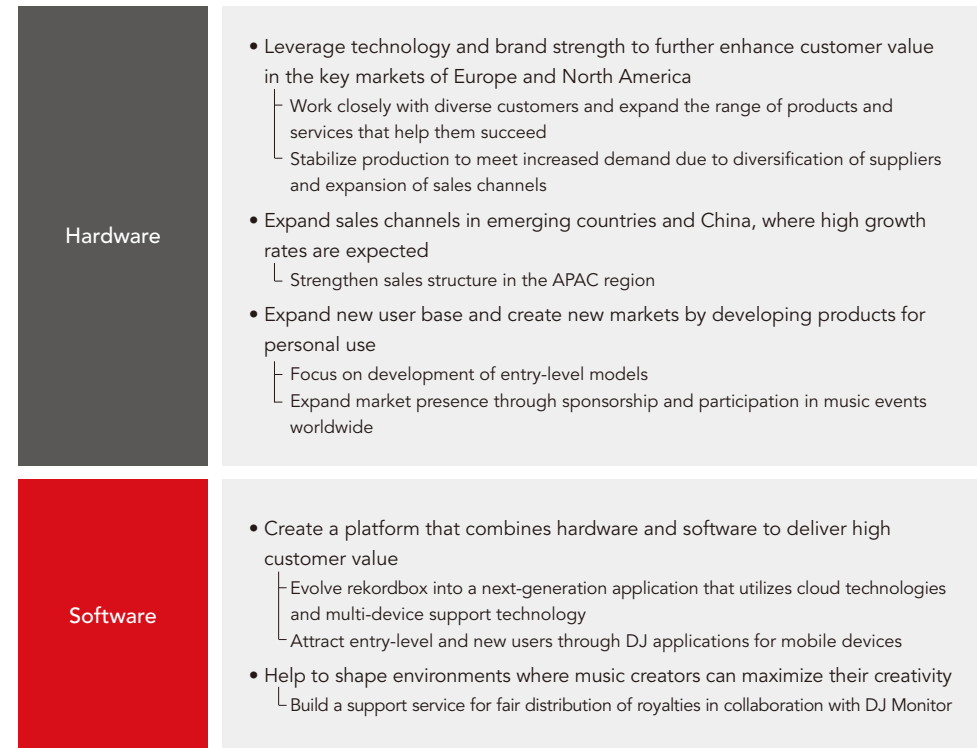 Hardware
• Leverage technology and brand strength to further enhance customer value
in the key markets of Europe and North America
Work closely with diverse customers and expand the range of products and
services that help them succeed
Stabilize production to meet increased demand due to diversification of suppliers
and expansion of sales channels
• Expand sales channels in emerging countries and China, where high growth
rates are expected
Strengthen sales structure in the APAC region
• Expand new user base and create new markets by developing products for
personal use
Focus on development of entry-level models
Expand market presence through sponsorship and participation in music events
worldwide
Software
• Create a platform that combines hardware and software to deliver high
customer value
Evolve rekordbox into a next-generation application that utilizes cloud technologies
and multi-device support technology
Attract entry-level and new users through DJ applications for mobile devices
• Help to shape environments where music creators can maximize their creativity
Build a support service for fair distribution of royalties in collaboration with DJ Monitor